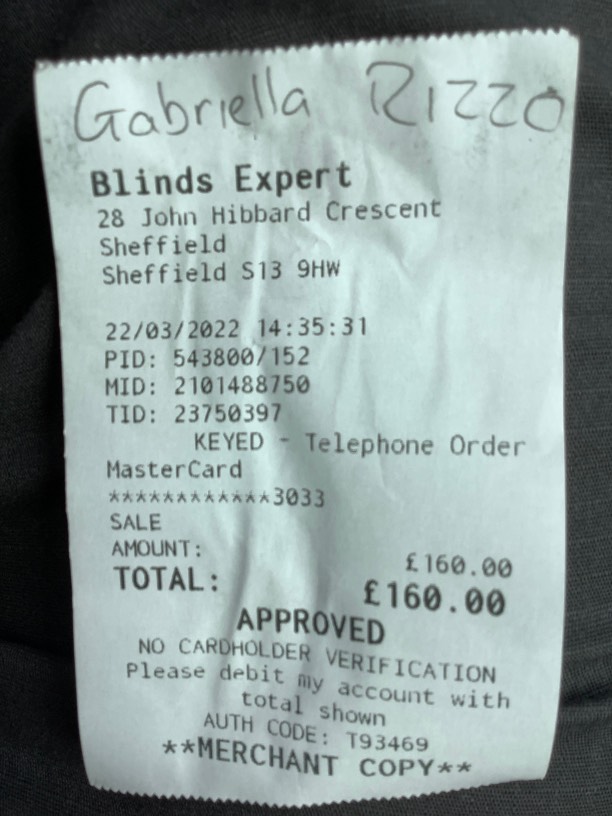 Gabriella RIZZO
Blinds Expert
28 John Hibbard Crescent
Sheffield
Sheffield S13 9HW
22/03/2022 14:35:31
PID: 543800/152
MID: 2101488750
TID: 23750397
KEYED - Telephone Order
MasterCard
************3033
SALE
AMOUNT: £160.00
TOTAL: £160.00
APPROVED
NO CARDHOLDER VERIFICATION
Please debit my account with
total shown
AUTH CODE: T93469
**MERCHANT COPY**